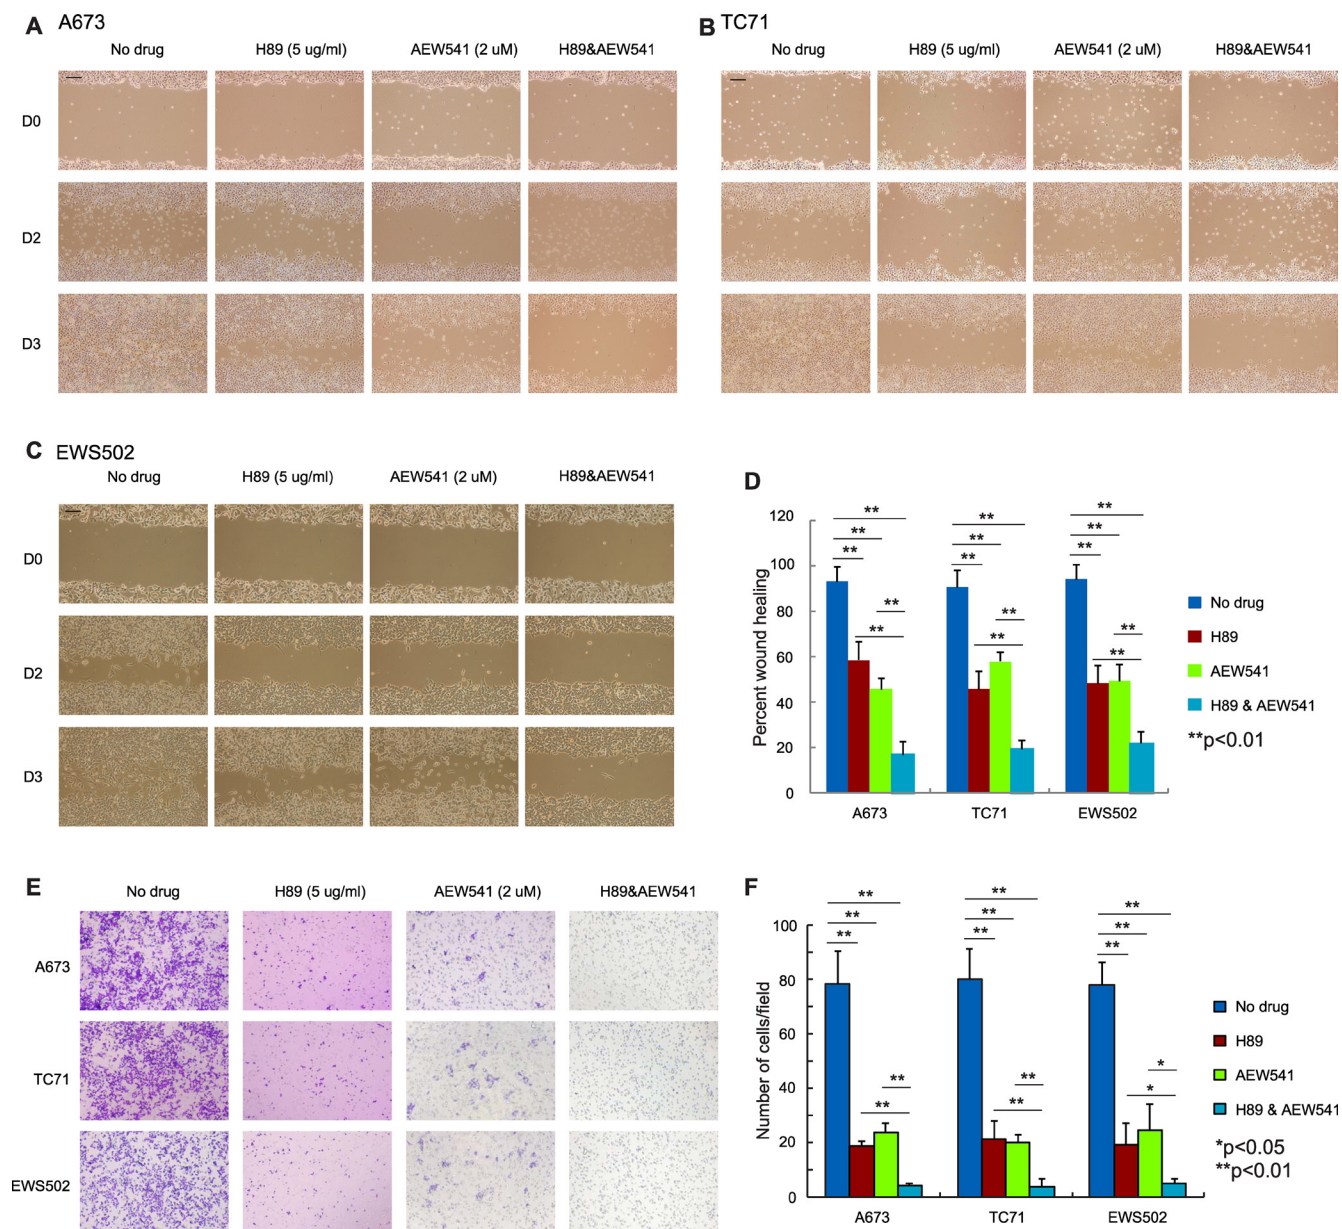 A A673
No drug H89 (5 ug/ml) AEW541 (2 uM) H89&AEW541
D0
D2
D3
B TC71
No drug H89 (5 ug/ml) AEW541 (2 uM) H89&AEW541
C EWS502
No drug H89 (5 ug/ml) AEW541 (2 uM) H89&AEW541
D0
D2
D3
D
Percent wound healing
120
100
80
60
40
20
0
** ** ** ** **
** ** ** ** **
** ** ** ** **
A673 TC71 EWS502
No drug
H89
AEW541
H89 & AEW541
**p<0.01
E
No drug H89 (5 ug/ml) AEW541 (2 uM) H89&AEW541
A673
TC71
EWS502
F
Number of cells/field
100
80
60
40
20
0
** ** ** ** **
** ** ** ** **
** ** ** * *
A673 TC71 EWS502
No drug
H89
AEW541
H89 & AEW541
*p<0.05
**p<0.01